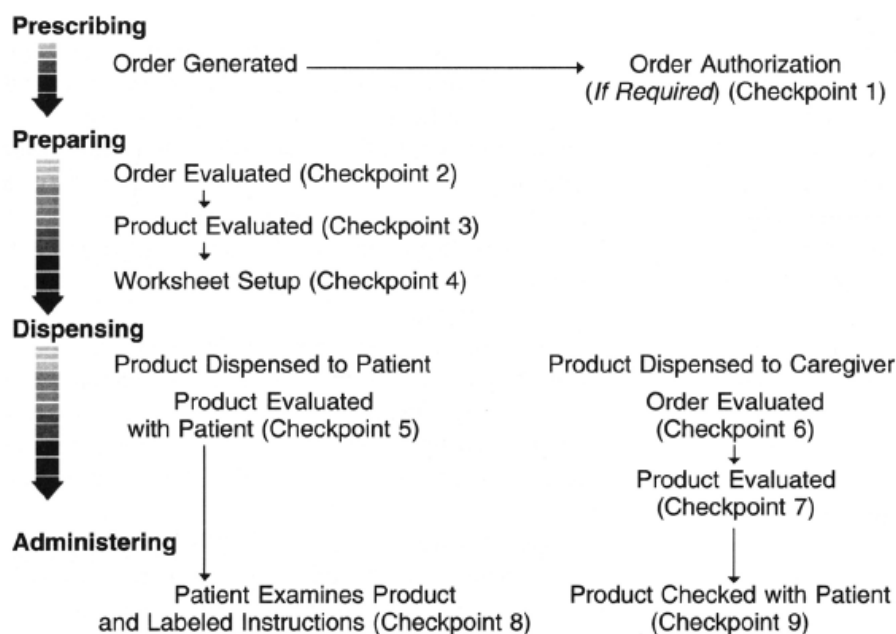 Prescribing
Order Generated
Order Authorization
(If Required) (Checkpoint 1)
Preparing
Order Evaluated (Checkpoint 2)
Product Evaluated (Checkpoint 3)
Worksheet Setup (Checkpoint 4)
Dispensing
Product Dispensed to Patient
Product Evaluated
with Patient (Checkpoint 5)
Product Dispensed to Caregiver
Order Evaluated
(Checkpoint 6)
Product Evaluated
(Checkpoint 7)
Administering
Patient Examines Product
and Labeled Instructions (Checkpoint 8)
Product Checked with Patient
(Checkpoint 9)